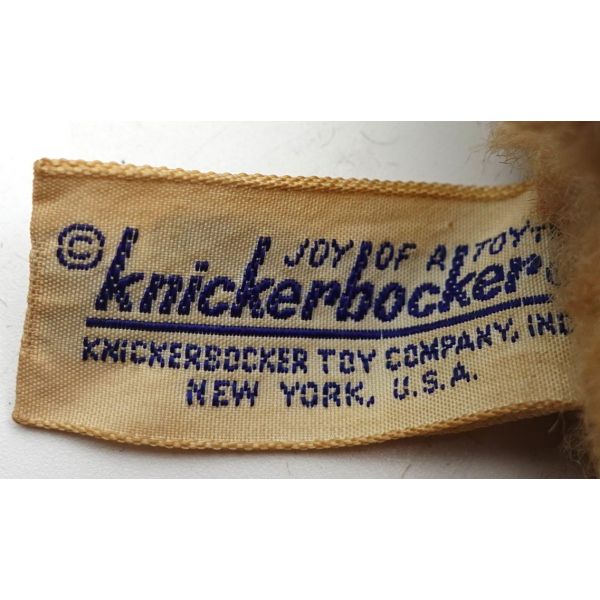 JOY OF A TOY
© knickerbocker
KNICKERBOCKER TOY COMPANY, INC
NEW YORK, U.S.A.